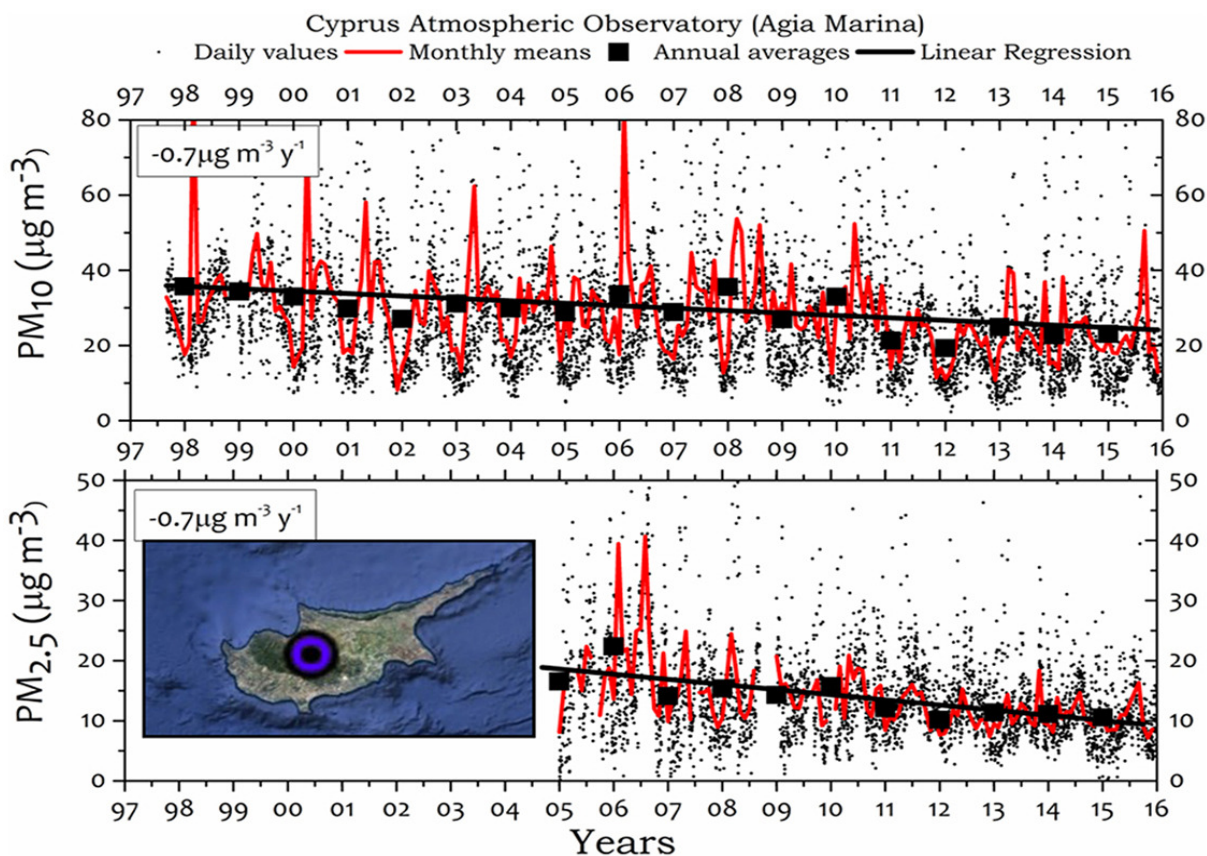 Cyprus Atmospheric Observatory (Agia Marina)
Daily values Monthly means Annual averages Linear Regression
97 98 99 00 01 02 03 04 05 06 07 08 09 10 11 12 13 14 15 16
80 80
-0.7µg m⁻³ y⁻¹
60 60
PM₁₀ (µg m⁻³)
40 40
20 20
0 0
97 98 99 00 01 02 03 04 05 06 07 08 09 10 11 12 13 14 15 16
50 50
-0.7µg m⁻³ y⁻¹
40 40
PM₂.₅ (µg m⁻³)
30 30
20 20
10 10
0 0
97 98 99 00 01 02 03 04 05 06 07 08 09 10 11 12 13 14 15 16
Years